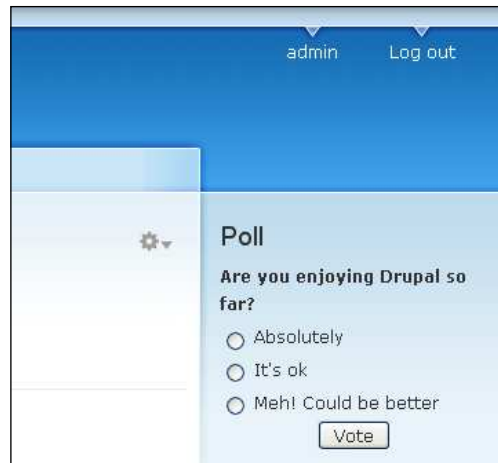 admin
Log out
Poll
Are you enjoying Drupal so
far?
Absolutely
It's ok
Meh! Could be better
Vote